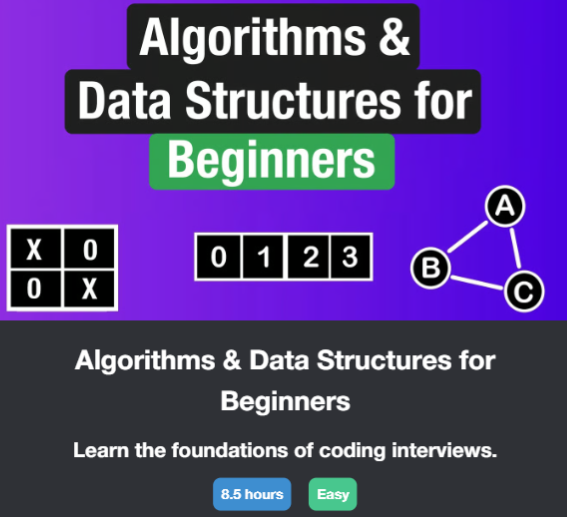 Algorithms &
Data Structures for
Beginners
X 0
0 X
0 1 2 3
A
B
C
Algorithms & Data Structures for
Beginners
Learn the foundations of coding interviews.
8.5 hours Easy